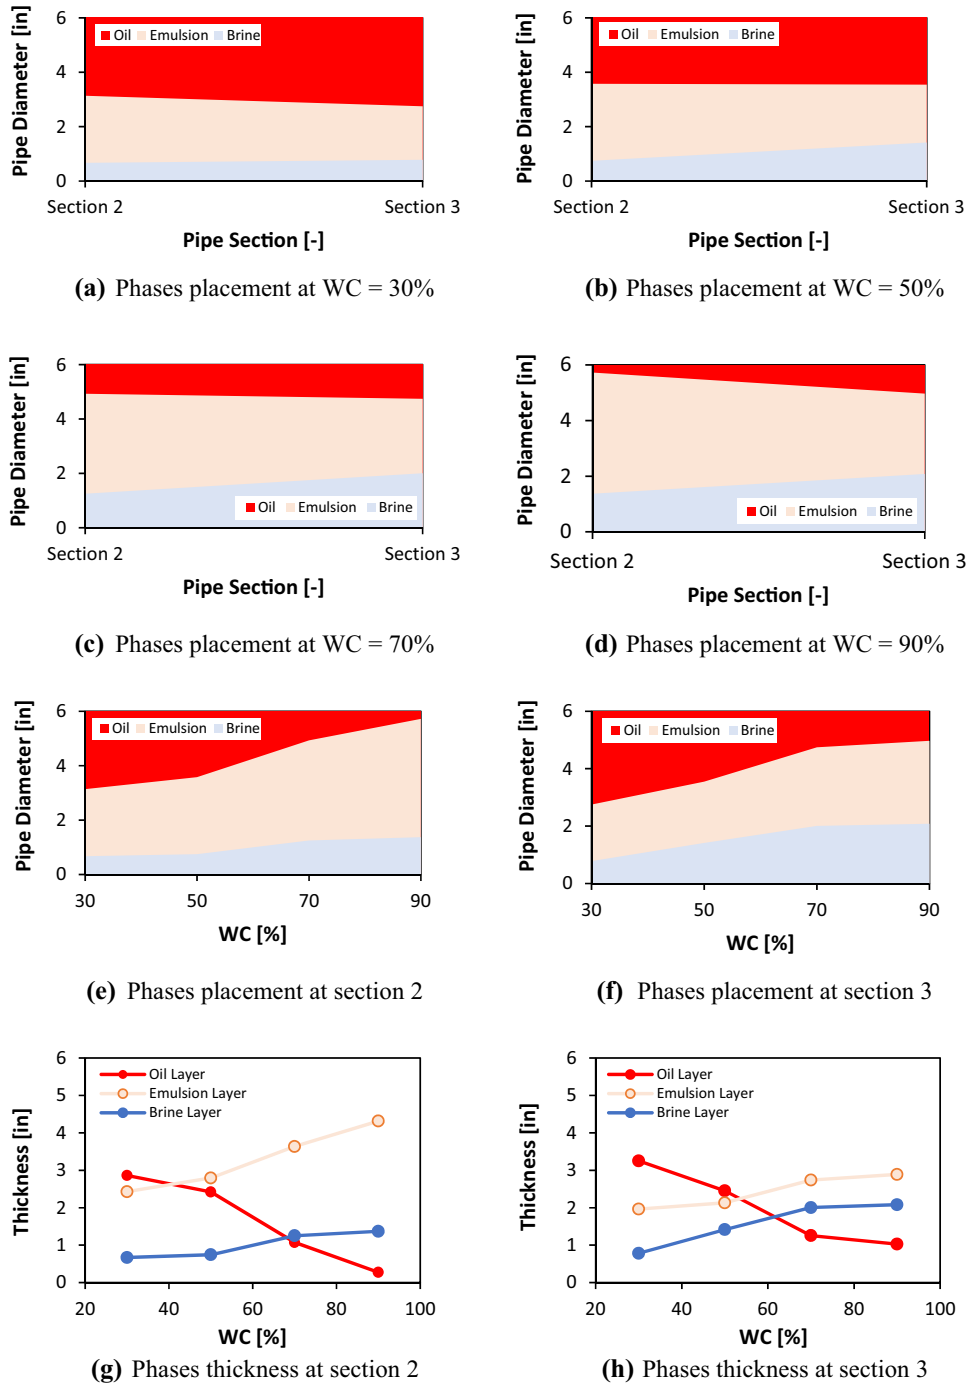 Pipe Diameter [in]
6
4
2
0
Oil Emulsion Brine
Section 2 Section 3
Pipe Section [-]
(a) Phases placement at WC = 30%
Pipe Diameter [in]
6
4
2
0
Oil Emulsion Brine
Section 2 Section 3
Pipe Section [-]
(b) Phases placement at WC = 50%
Pipe Diameter [in]
6
4
2
0
Oil Emulsion Brine
Section 2 Section 3
Pipe Section [-]
(c) Phases placement at WC = 70%
Pipe Diameter [in]
6
4
2
0
Oil Emulsion Brine
Section 2 Section 3
Pipe Section [-]
(d) Phases placement at WC = 90%
Pipe Diameter [in]
6
4
2
0
Oil Emulsion Brine
30 50 70 90
WC [%]
(e) Phases placement at section 2
Pipe Diameter [in]
6
4
2
0
Oil Emulsion Brine
30 50 70 90
WC [%]
(f) Phases placement at section 3
Thickness [in]
6
5
4
3
2
1
0
Oil Layer
Emulsion Layer
Brine Layer
20 40 60 80 100
WC [%]
(g) Phases thickness at section 2
Thickness [in]
6
5
4
3
2
1
0
Oil Layer
Emulsion Layer
Brine Layer
20 40 60 80 100
WC [%]
(h) Phases thickness at section 3